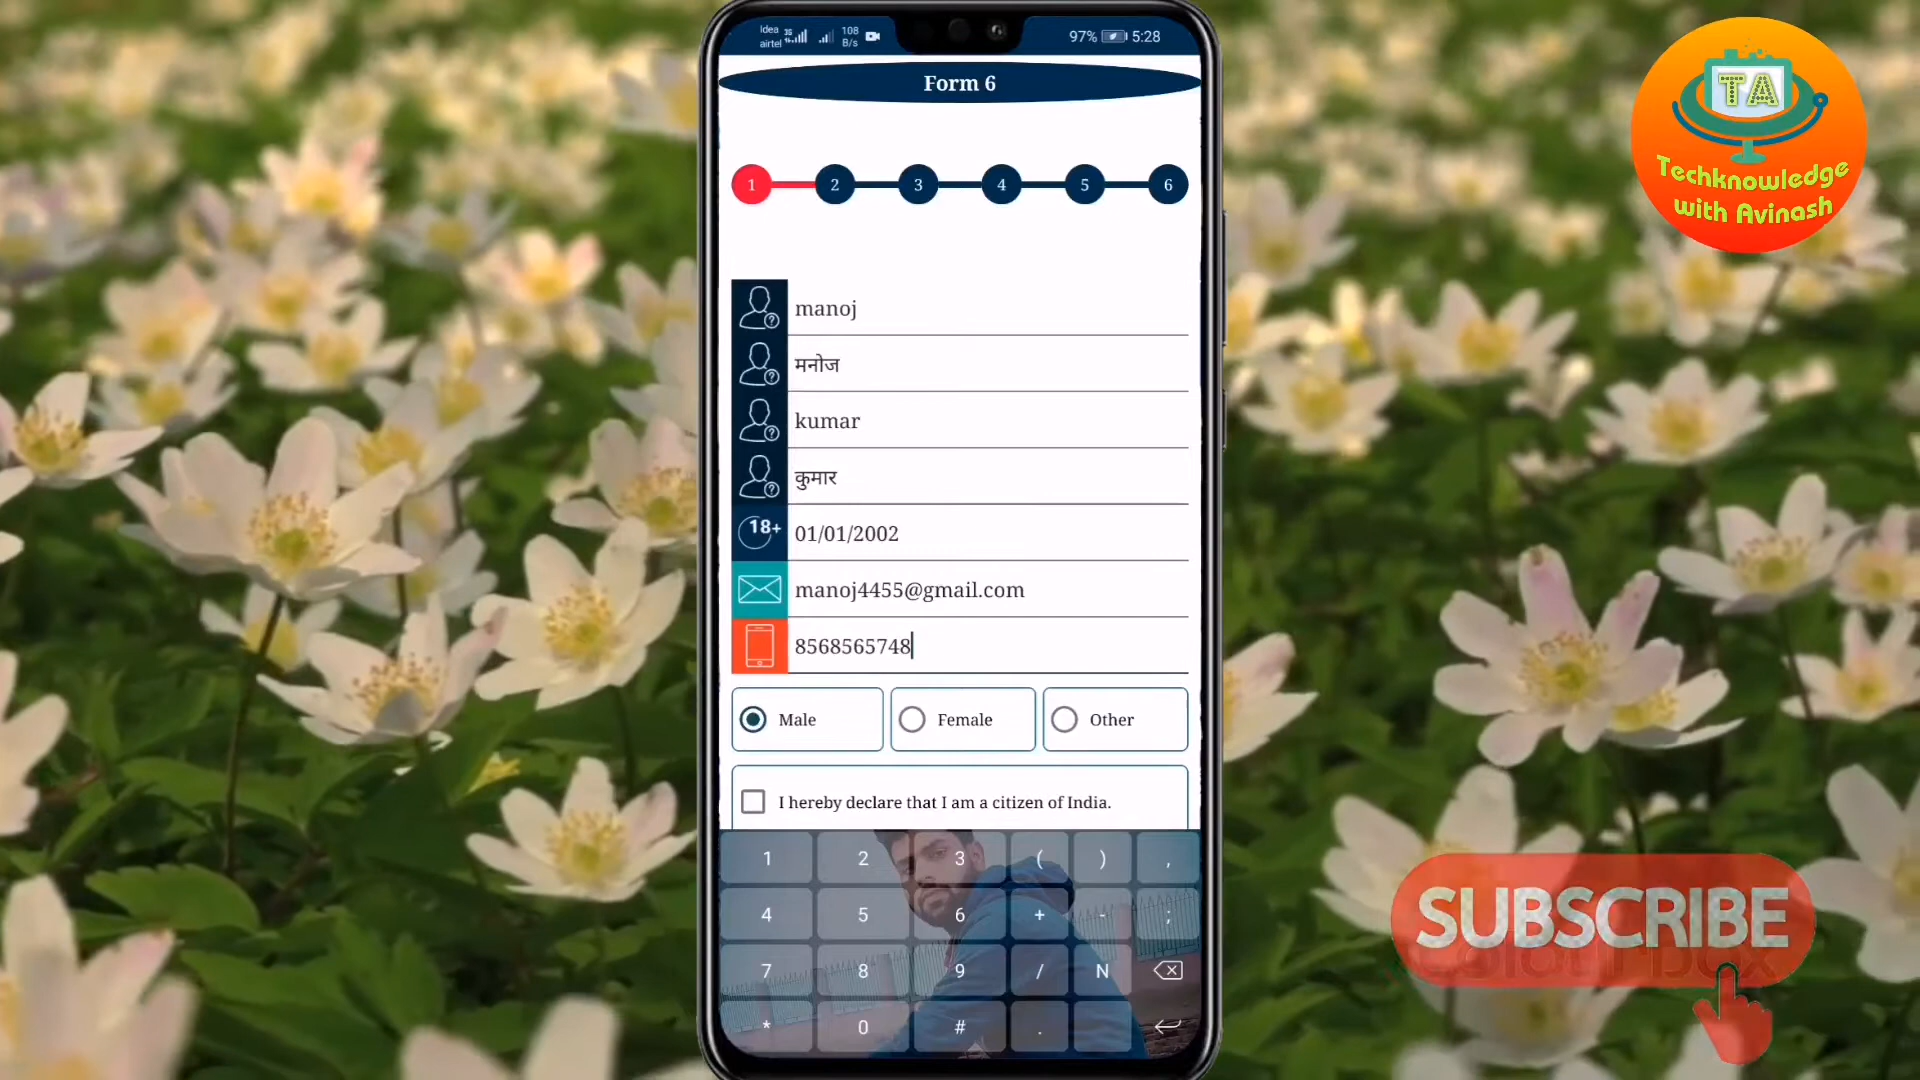 Idea
airtel
3G
108
B/s
97%
5:28
Form 6
1 2 3 4 5 6
manoj
मनोज
kumar
कुमार
18+ 01/01/2002
manoj4455@gmail.com
8568565748
Male Female Other
I hereby declare that I am a citizen of India.
1 2 3 ( ) ,
4 5 6 + - ;
7 8 9 / N
* 0 # .
TA
Techknowledge
with Avinash
SUBSCRIBE